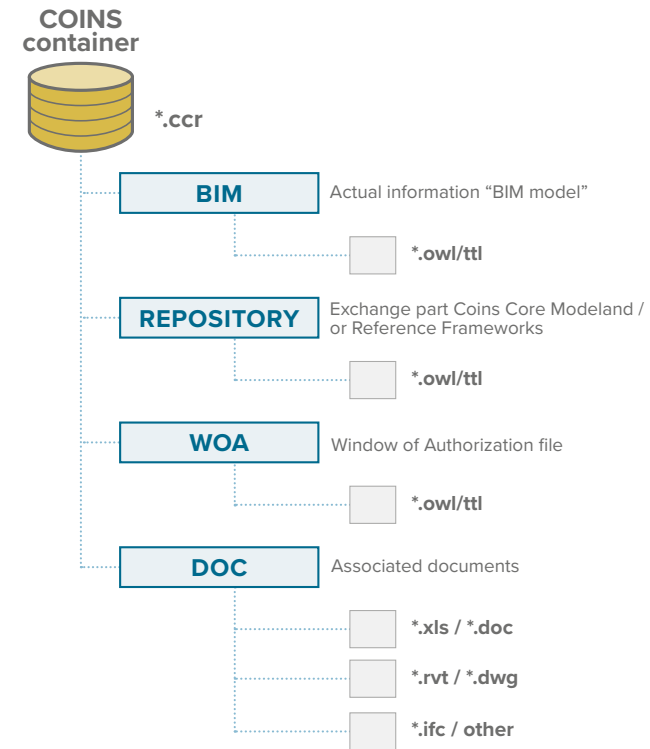 COINS
container
*.ccr
BIM
Actual information “BIM model”
*.owl/ttl
REPOSITORY
Exchange part Coins Core Modeland /
or Reference Frameworks
*.owl/ttl
WOA
Window of Authorization file
*.owl/ttl
DOC
Associated documents
*.xls / *.doc
*.rvt / *.dwg
*.ifc / other